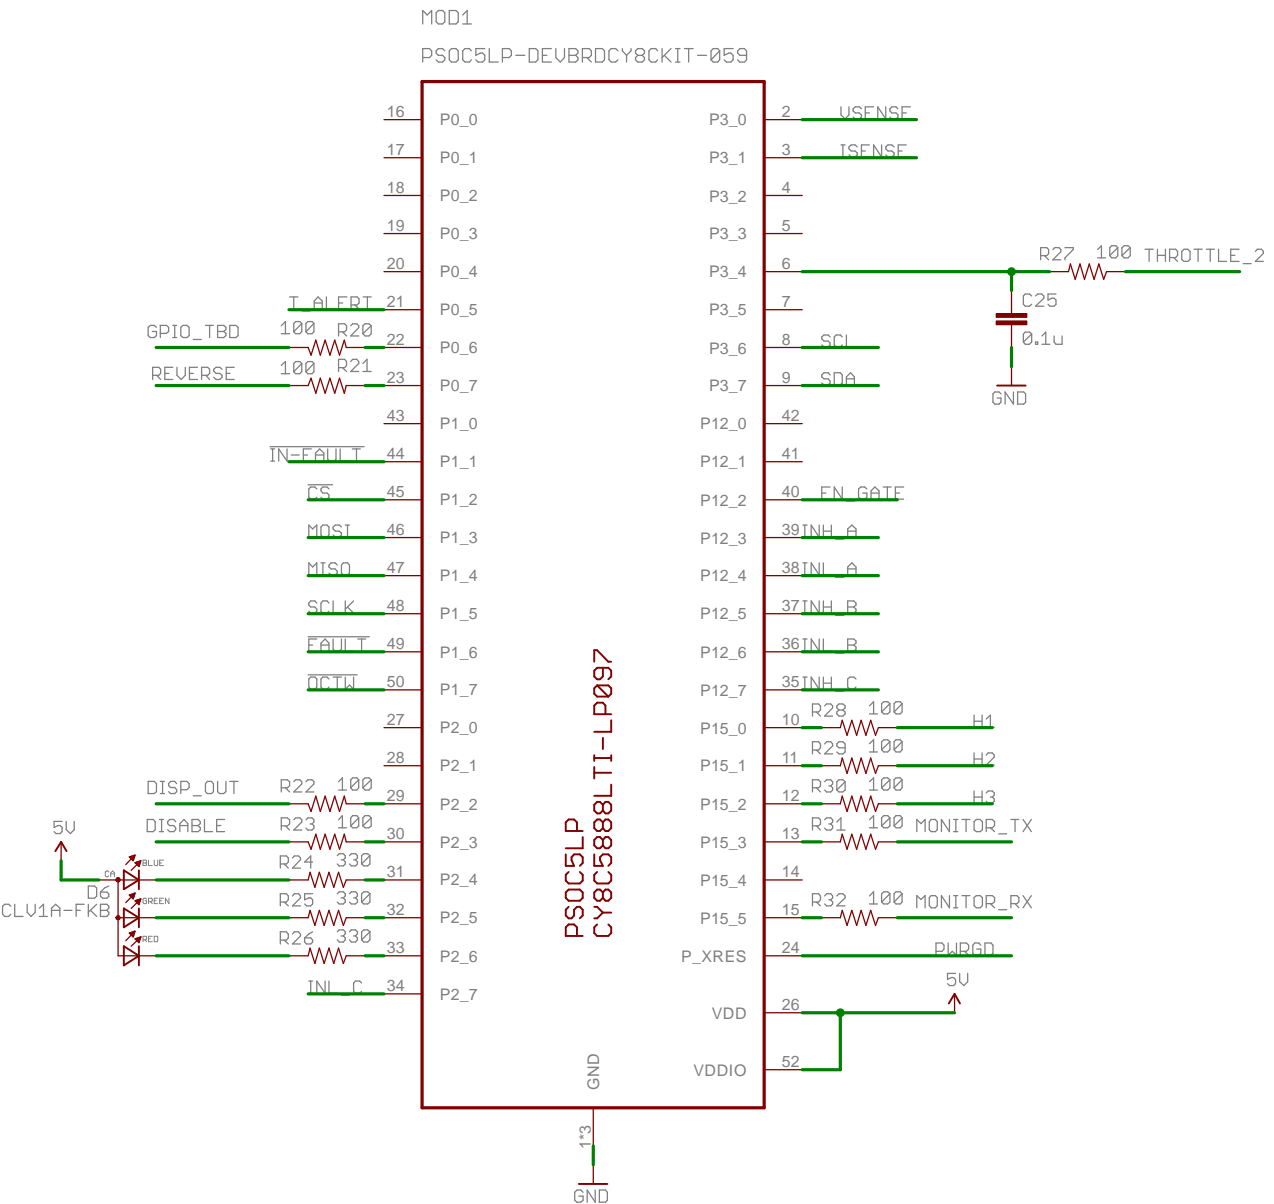 MOD1
PSOC5LP-DEVBRDCY8CKIT-059
16 P0_0 P3_0 2 VSENSE
17 P0_1 P3_1 3 ISENSE
18 P0_2 P3_2 4
19 P0_3 P3_3 5
20 P0_4 P3_4 6 R27 100 THROTTLE_2
T_ALERT 21 P0_5 P3_5 7 C25
GPIO_TBD 100 R20 22 P0_6 P3_6 8 SCL 0.1u
REVERSE 100 R21 23 P0_7 P3_7 9 SDA GND
43 P1_0 P12_0 42
IN-FAULT 44 P1_1 P12_1 41
CS 45 P1_2 P12_2 40 EN_GATE
MOSI 46 P1_3 P12_3 39 INH_A
MISO 47 P1_4 P12_4 38 INL_A
SCLK 48 P1_5 P12_5 37 INH_B
FAULT 49 P1_6 P12_6 36 INL_B
OCTW 50 P1_7 P12_7 35 INH_C
27 P2_0 P15_0 10 R28 100 H1
28 P2_1 P15_1 11 R29 100 H2
DISP_OUT R22 100 29 P2_2 P15_2 12 R30 100 H3
5V DISABLE R23 100 30 P2_3 P15_3 13 R31 100 MONITOR_TX
CA BLUE R24 330 31 P2_4 P15_4 14
D6
CLV1A-FKB GREEN R25 330 32 P2_5 P15_5 15 R32 100 MONITOR_RX
RED R26 330 33 P2_6 P_XRES 24 PWRGD
INL_C 34 P2_7
PSOC5LP
CY8C5888LTI-LP097
VDD 26 5V
VDDIO 52
GND
1*3
GND